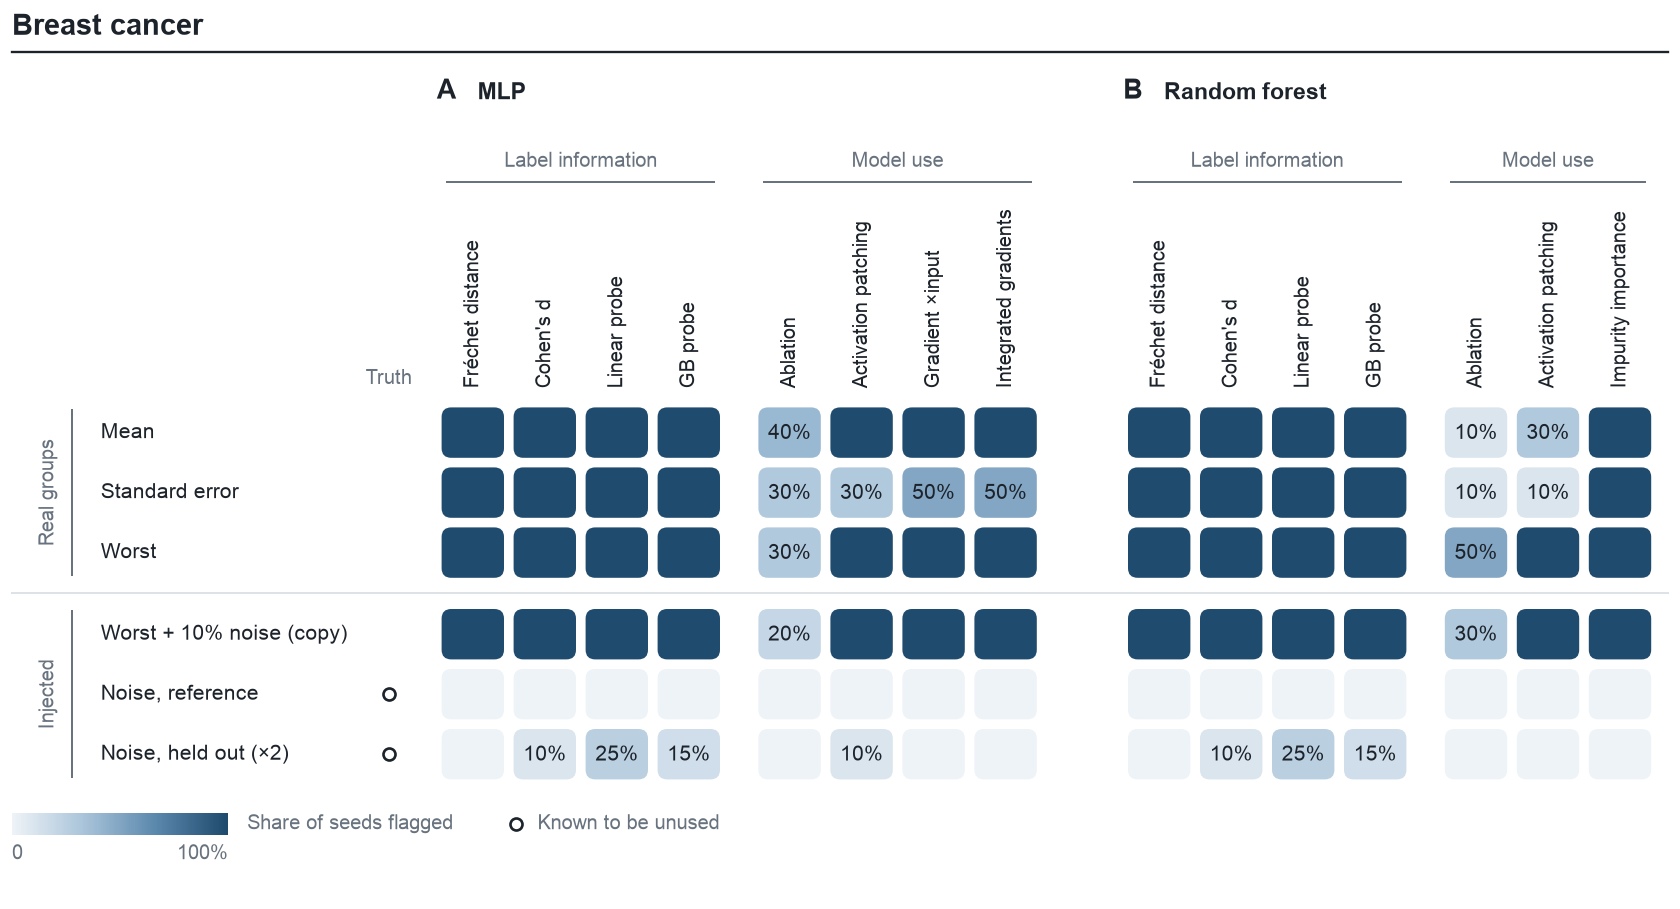 Breast cancer
A MLP
B Random forest
Label information
Model use
Label information
Model use
Truth
Fréchet distance
Cohen's d
Linear probe
GB probe
Ablation
Activation patching
Gradient ×input
Integrated gradients
Fréchet distance
Cohen's d
Linear probe
GB probe
Ablation
Activation patching
Impurity importance
Real groups
Mean 40% 10% 30%
Standard error 30% 30% 50% 50% 10% 10%
Worst 30% 50%
Injected
Worst + 10% noise (copy) 20% 30%
Noise, reference
Noise, held out (×2) 10% 25% 15% 10% 10% 25% 15%
Share of seeds flagged
Known to be unused
0 100%